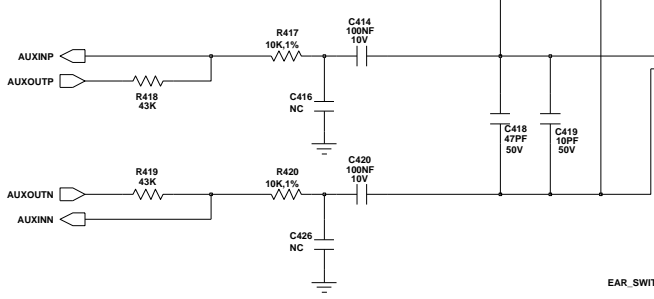 C414
100NF
10V
R417
10K,1%
AUXINP
AUXOUTP
R418
43K
C416
NC
C418
47PF
50V
C419
10PF
50V
C420
100NF
10V
R419
43K
R420
10K,1%
AUXOUTN
AUXINN
C426
NC
EAR_SWIT